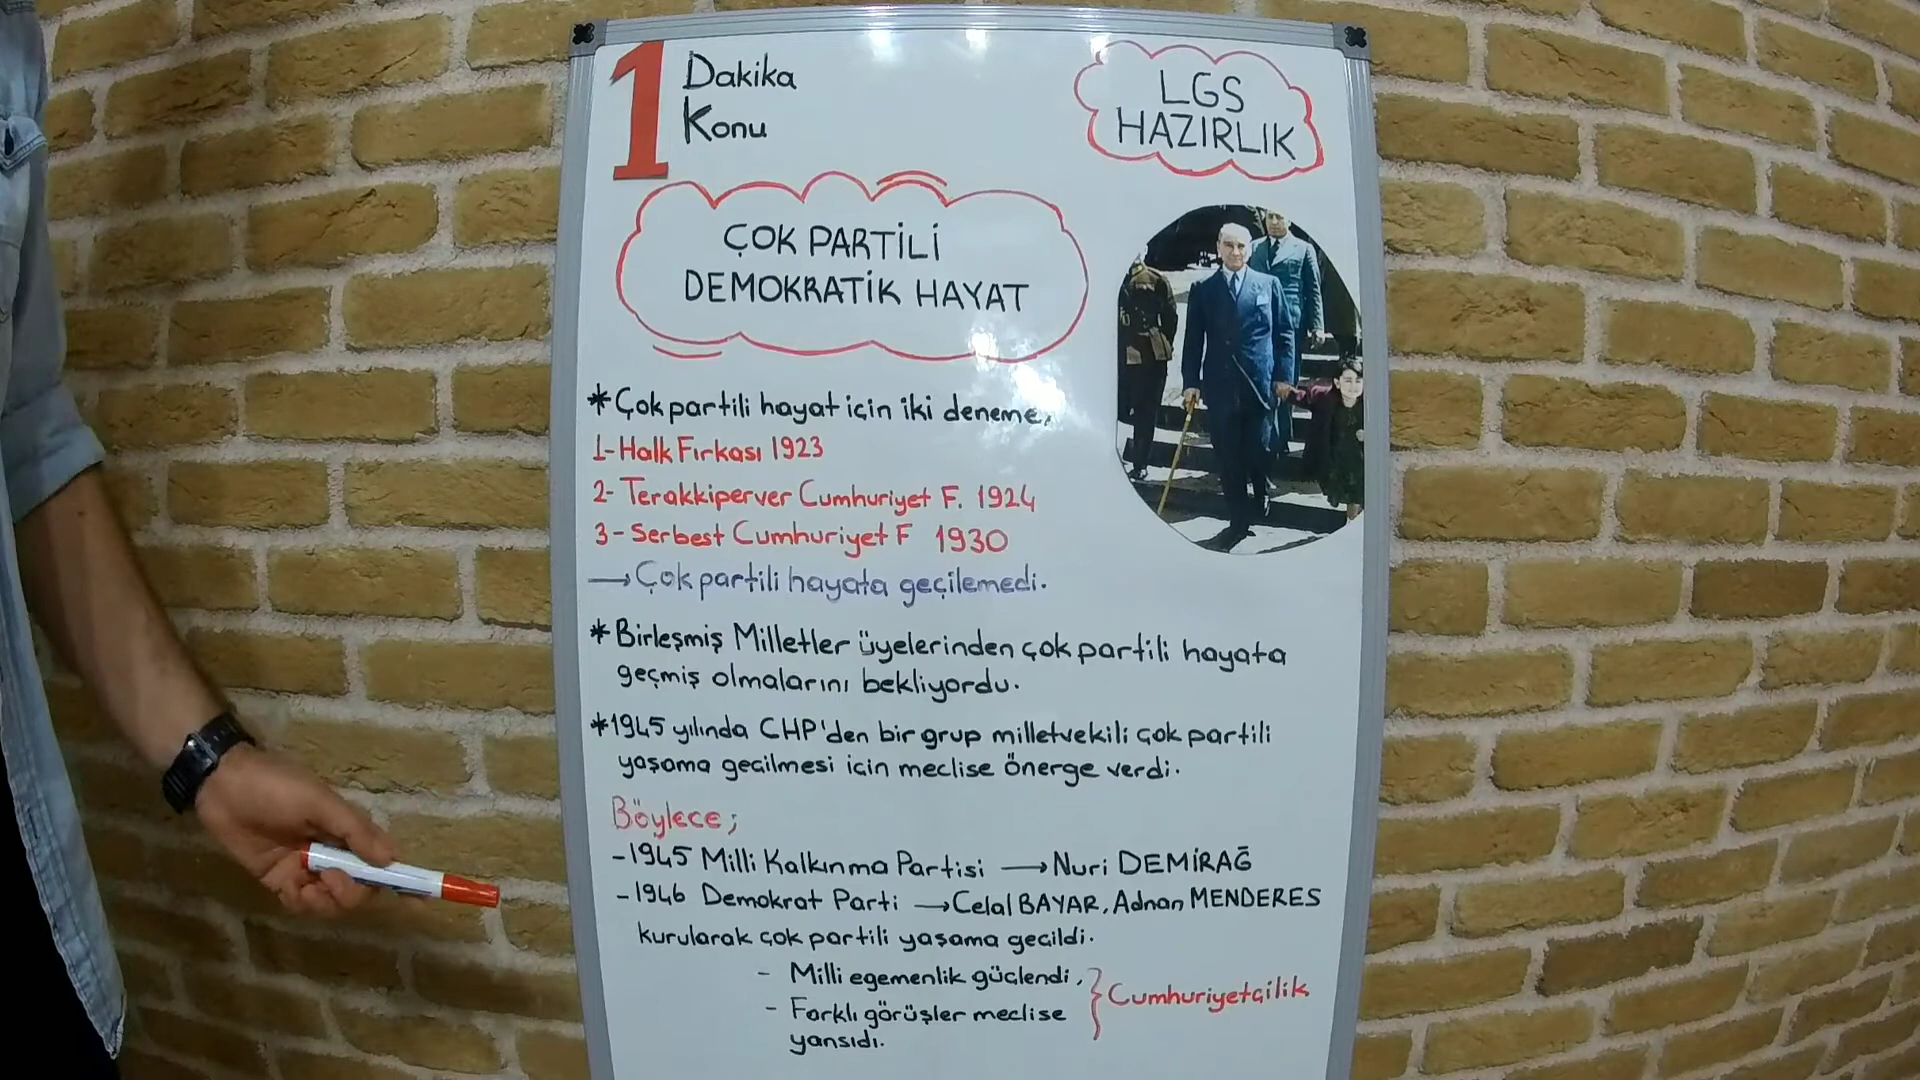 1 Dakika
Konu
LGS
HAZIRLIK
ÇOK PARTİLİ
DEMOKRATİK HAYAT
*Çok partili hayat için iki deneme,
1-Halk Fırkası 1923
2- Terakkiperver Cumhuriyet F. 1924
3- Serbest Cumhuriyet F 1930
→ Çok partili hayata geçilemedi.
*Birleşmiş Milletler üyelerinden çok partili hayata
geçmiş olmalarını bekliyordu.
*1945 yılında CHP'den bir grup milletvekili çok partili
yaşama geçilmesi için meclise önerge verdi.
Böylece;
-1945 Milli Kalkınma Partisi → Nuri DEMİRAĞ
-1946 Demokrat Parti → Celal BAYAR, Adnan MENDERES
kurularak çok partili yaşama geçildi.
- Milli egemenlik güçlendi,
- Farklı görüşler meclise
yansıdı.
} Cumhuriyetçilik